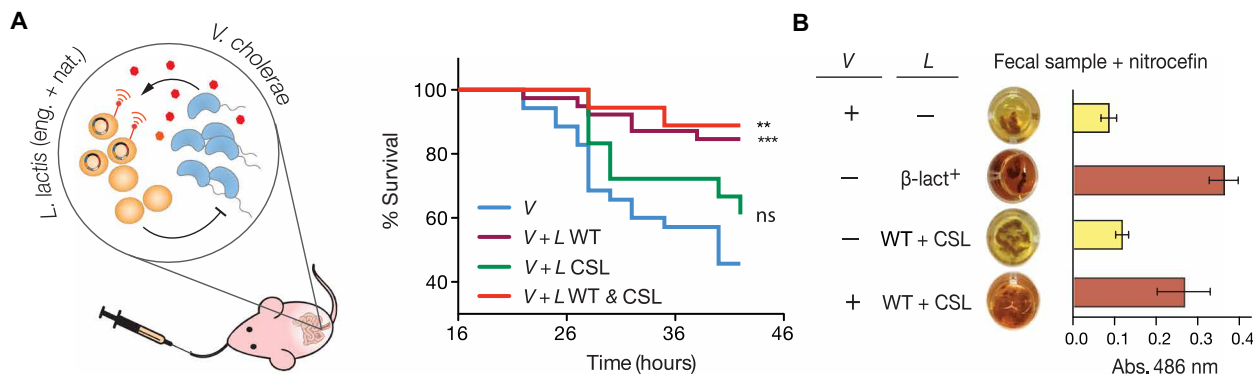 A
L. lactis (eng. + nat.)
V. cholerae
% Survival
100
80
60
40
16
26
36
46
Time (hours)
**
***
ns
V
V + L WT
V + L CSL
V + L WT & CSL
B
V L Fecal sample + nitrocefin
+ –
– β-lact+
– WT + CSL
+ WT + CSL
0.0 0.1 0.2 0.3 0.4
Abs. 486 nm